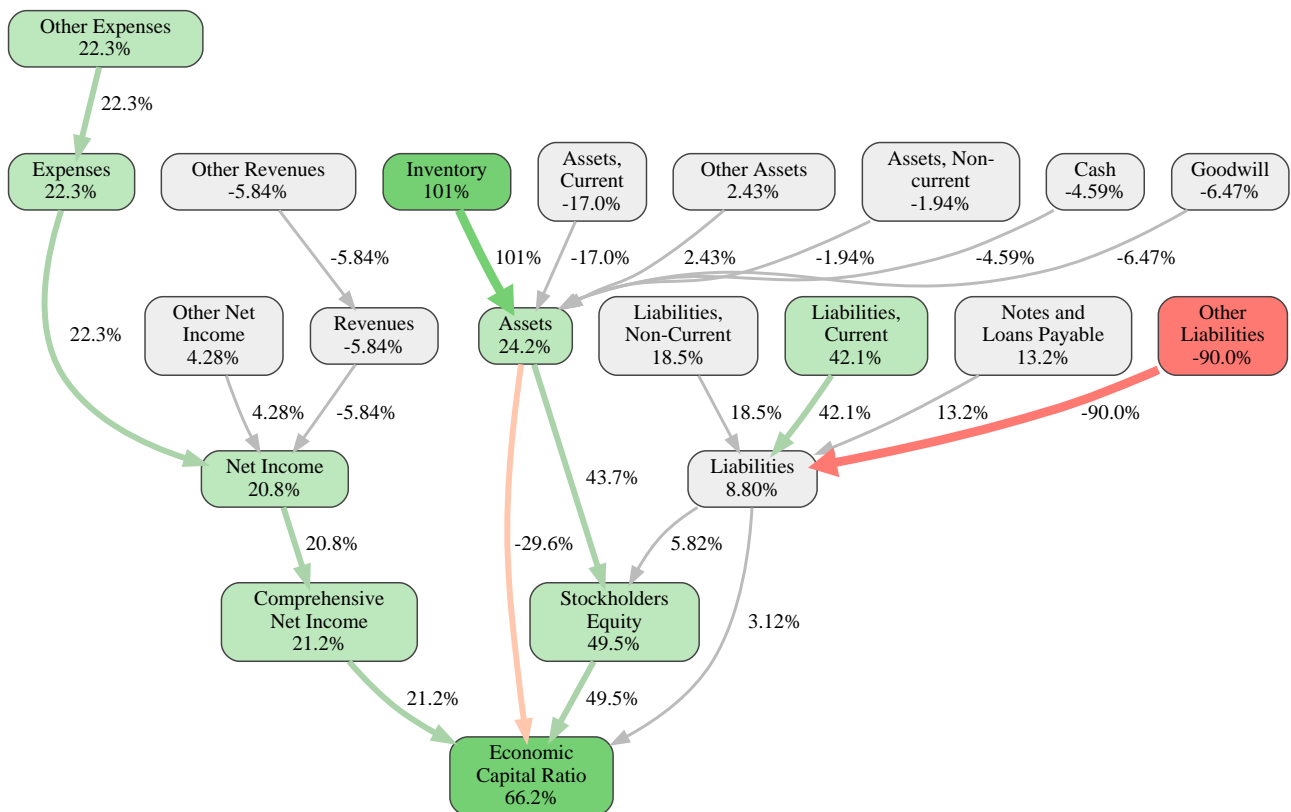 Other Expenses
22.3%
22.3%
Expenses
22.3%
Other Revenues
-5.84%
Inventory
101%
Assets,
Current
-17.0%
Other Assets
2.43%
Assets, Non-
current
-1.94%
Cash
-4.59%
Goodwill
-6.47%
-5.84%
101%
-17.0%
2.43%
-1.94%
-4.59%
-6.47%
22.3%
Other Net
Income
4.28%
Revenues
-5.84%
Assets
24.2%
Liabilities,
Non-Current
18.5%
Liabilities,
Current
42.1%
Notes and
Loans Payable
13.2%
Other
Liabilities
-90.0%
4.28%
-5.84%
18.5%
42.1%
13.2%
-90.0%
Net Income
20.8%
43.7%
Liabilities
8.80%
20.8%
-29.6%
5.82%
Comprehensive
Net Income
21.2%
Stockholders
Equity
49.5%
3.12%
21.2%
49.5%
Economic
Capital Ratio
66.2%